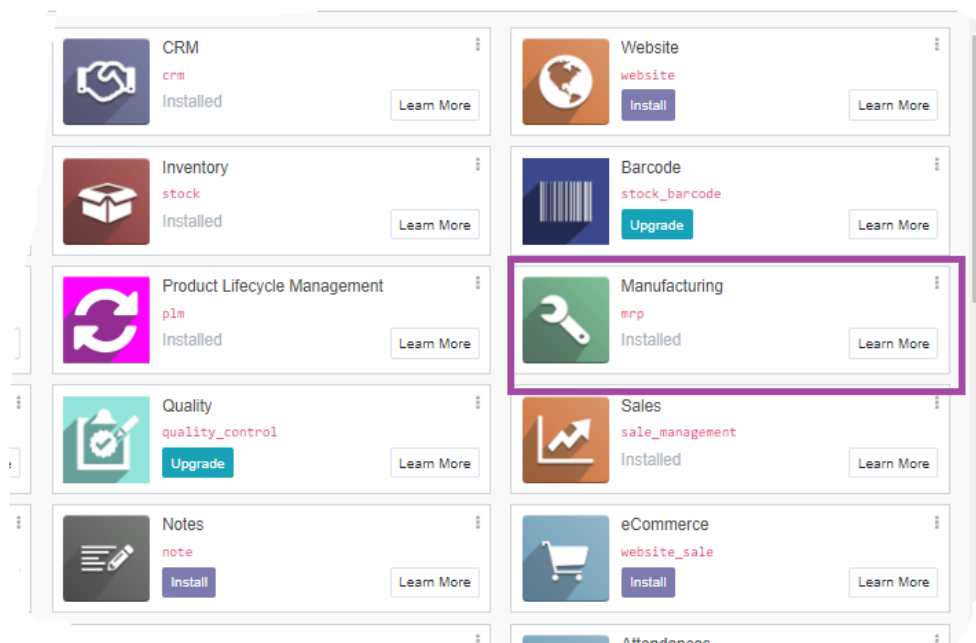 CRM
crm
Installed
Learn More
Website
website
Install
Learn More
Inventory
stock
Installed
Learn More
Barcode
stock_barcode
Upgrade
Learn More
Product Lifecycle Management
plm
Installed
Learn More
Manufacturing
mrp
Installed
Learn More
Quality
quality_control
Upgrade
Learn More
Sales
sale_management
Installed
Learn More
Notes
note
Install
Learn More
eCommerce
website_sale
Install
Learn More
Attendances